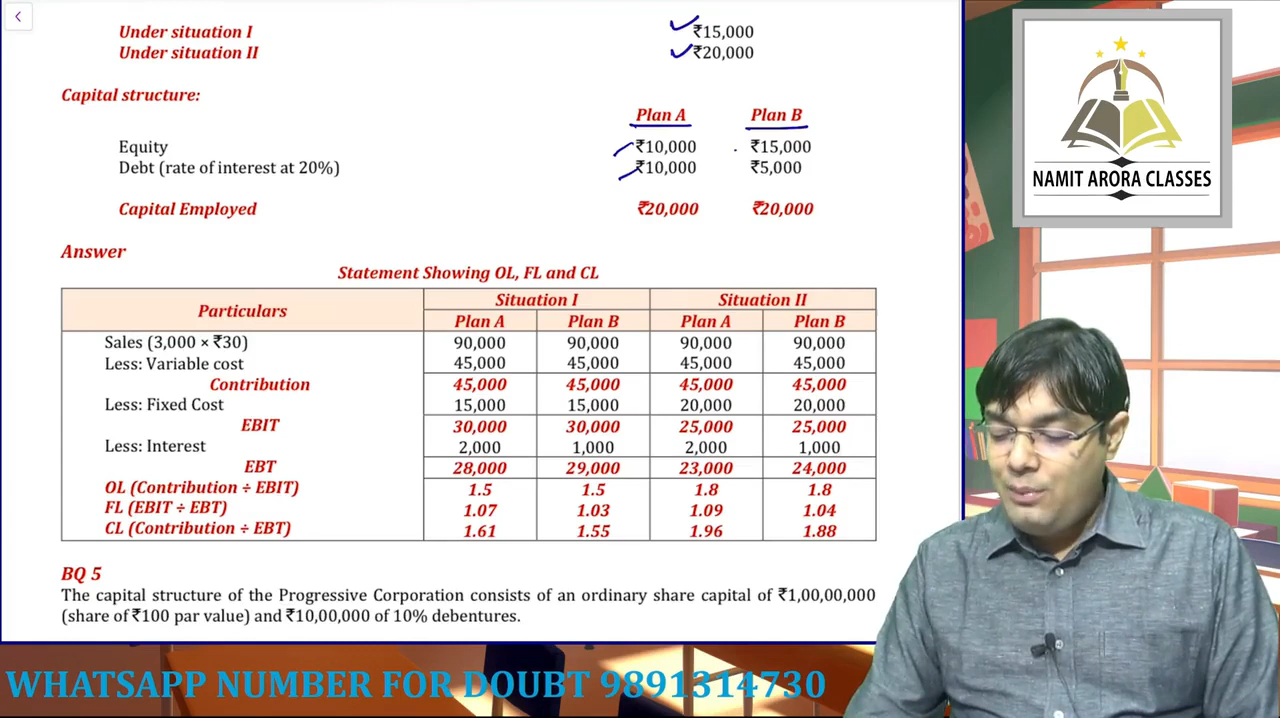 Under situation I ₹15,000
Under situation II ₹20,000
Capital structure:
Plan A Plan B
Equity ₹10,000 ₹15,000
Debt (rate of interest at 20%) ₹10,000 ₹5,000
Capital Employed ₹20,000 ₹20,000
Answer
Statement Showing OL, FL and CL
Particulars Situation I Situation II
Plan A Plan B Plan A Plan B
Sales (3,000 × ₹30) 90,000 90,000 90,000 90,000
Less: Variable cost 45,000 45,000 45,000 45,000
Contribution 45,000 45,000 45,000 45,000
Less: Fixed Cost 15,000 15,000 20,000 20,000
EBIT 30,000 30,000 25,000 25,000
Less: Interest 2,000 1,000 2,000 1,000
EBT 28,000 29,000 23,000 24,000
OL (Contribution ÷ EBIT) 1.5 1.5 1.8 1.8
FL (EBIT ÷ EBT) 1.07 1.03 1.09 1.04
CL (Contribution ÷ EBT) 1.61 1.55 1.96 1.88
BQ 5
The capital structure of the Progressive Corporation consists of an ordinary share capital of ₹1,00,00,000
(share of ₹100 par value) and ₹10,00,000 of 10% debentures.
NAMIT ARORA CLASSES
WHATSAPP NUMBER FOR DOUBT 9891314730